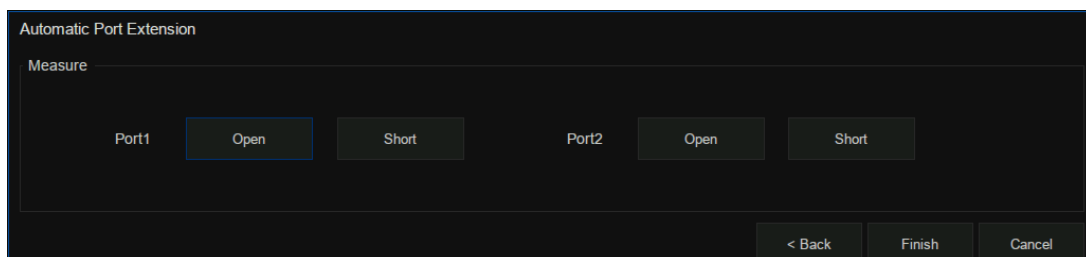 Automatic Port Extension
Measure
Port1 Open Short Port2 Open Short
< Back Finish Cancel